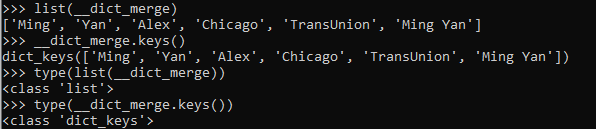 >>> list(__dict_merge)
['Ming', 'Yan', 'Alex', 'Chicago', 'TransUnion', 'Ming Yan']
>>> __dict_merge.keys()
dict_keys(['Ming', 'Yan', 'Alex', 'Chicago', 'TransUnion', 'Ming Yan'])
>>> type(list(__dict_merge))
<class 'list'>
>>> type(__dict_merge.keys())
<class 'dict_keys'>